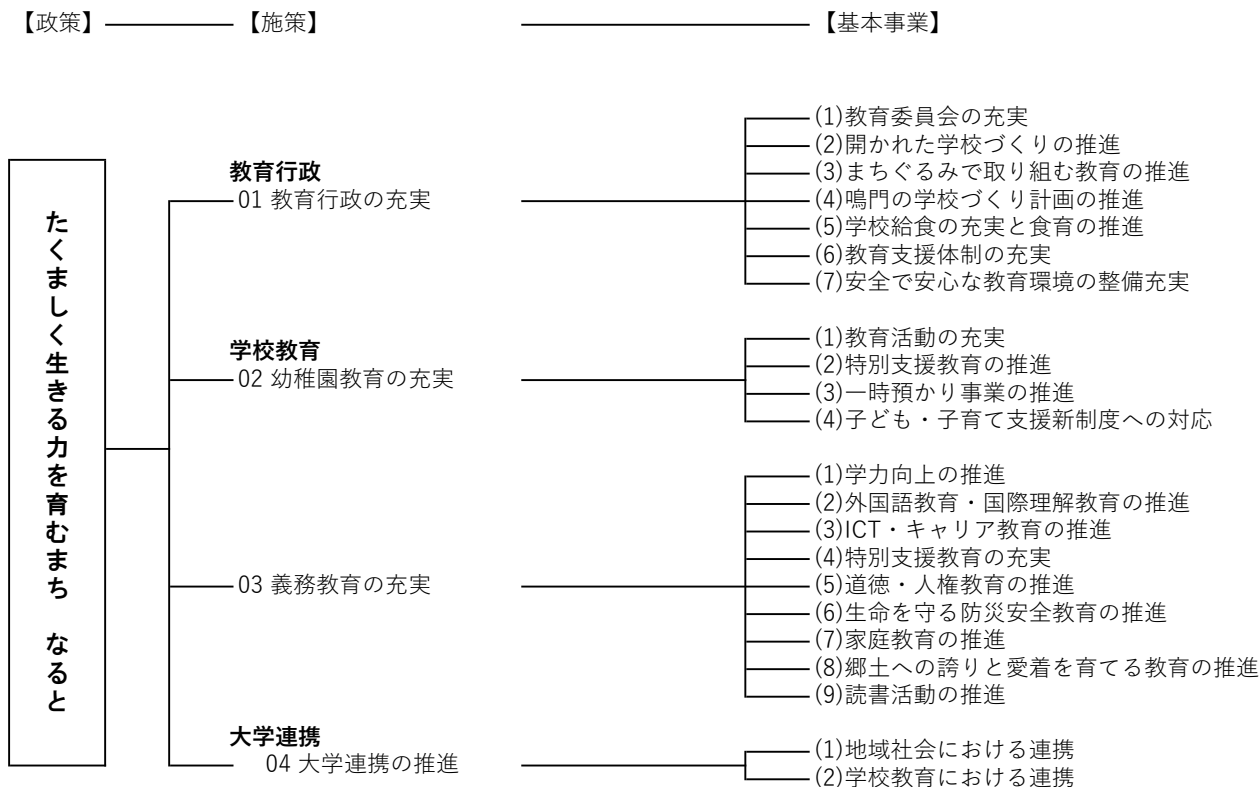 【政策】 【施策】 【基本事業】
たくましく生きる力を育むまち なると
教育行政
01 教育行政の充実
(1)教育委員会の充実
(2)開かれた学校づくりの推進
(3)まちぐるみで取り組む教育の推進
(4)鳴門の学校づくり計画の推進
(5)学校給食の充実と食育の推進
(6)教育支援体制の充実
(7)安全で安心な教育環境の整備充実
学校教育
02 幼稚園教育の充実
(1)教育活動の充実
(2)特別支援教育の推進
(3)一時預かり事業の推進
(4)子ども・子育て支援新制度への対応
03 義務教育の充実
(1)学力向上の推進
(2)外国語教育・国際理解教育の推進
(3)ICT・キャリア教育の推進
(4)特別支援教育の充実
(5)道徳・人権教育の推進
(6)生命を守る防災安全教育の推進
(7)家庭教育の推進
(8)郷土への誇りと愛着を育てる教育の推進
(9)読書活動の推進
大学連携
04 大学連携の推進
(1)地域社会における連携
(2)学校教育における連携